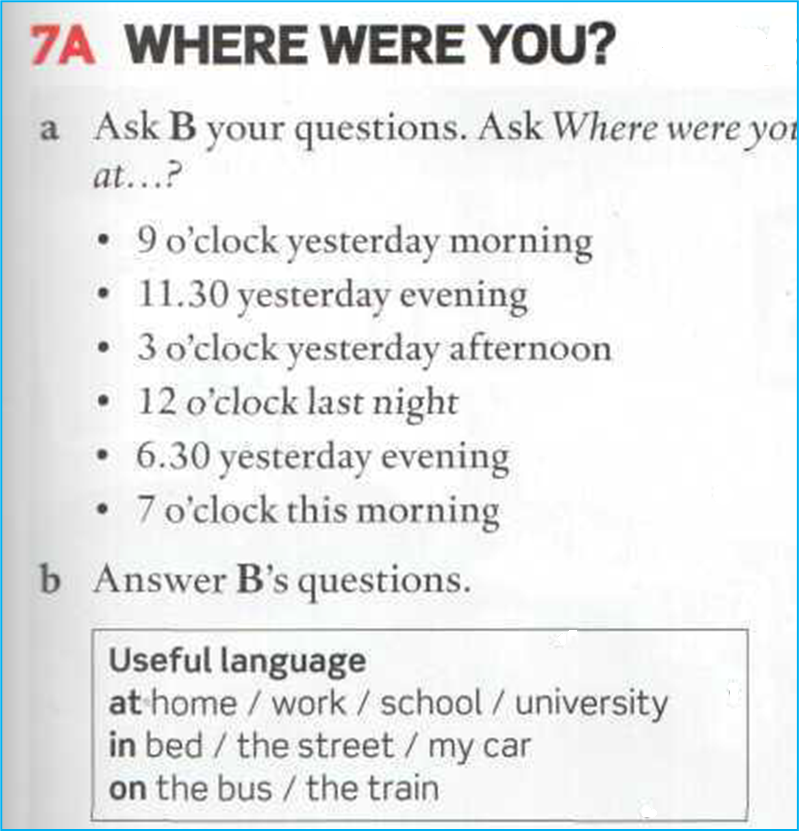 7A WHERE WERE YOU?
a Ask B your questions. Ask Where were you
at...?
• 9 o'clock yesterday morning
• 11.30 yesterday evening
• 3 o'clock yesterday afternoon
• 12 o'clock last night
• 6.30 yesterday evening
• 7 o'clock this morning
b Answer B's questions.
Useful language
at home / work / school / university
in bed / the street / my car
on the bus / the train